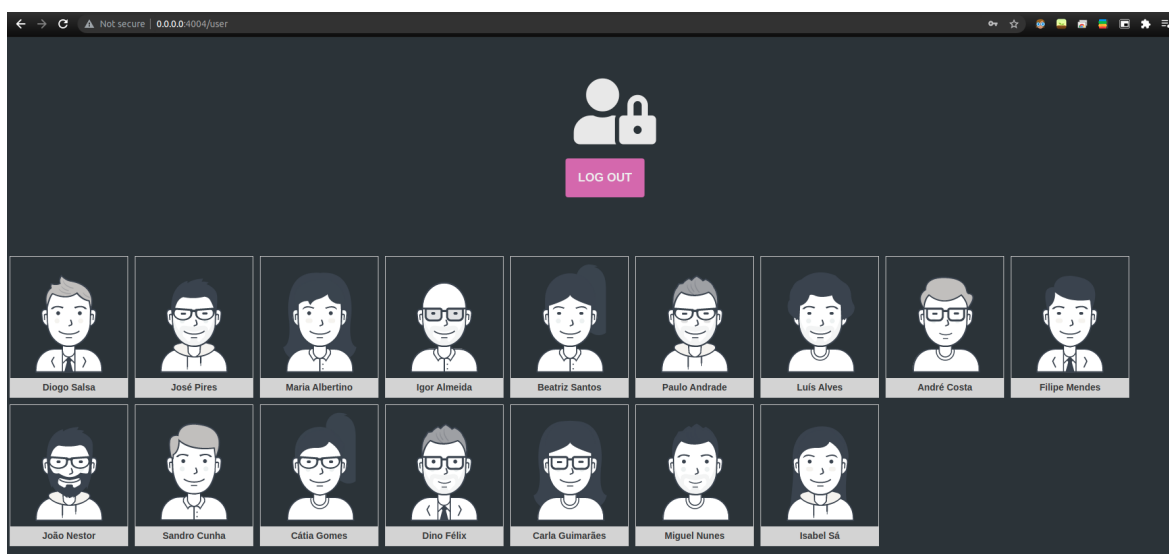 Not secure | 0.0.0.0:4004/user
LOG OUT
Diogo Salsa
José Pires
Maria Albertino
Igor Almeida
Beatriz Santos
Paulo Andrade
Luís Alves
André Costa
Filipe Mendes
João Nestor
Sandro Cunha
Cátia Gomes
Dino Félix
Carla Guimarães
Miguel Nunes
Isabel Sá